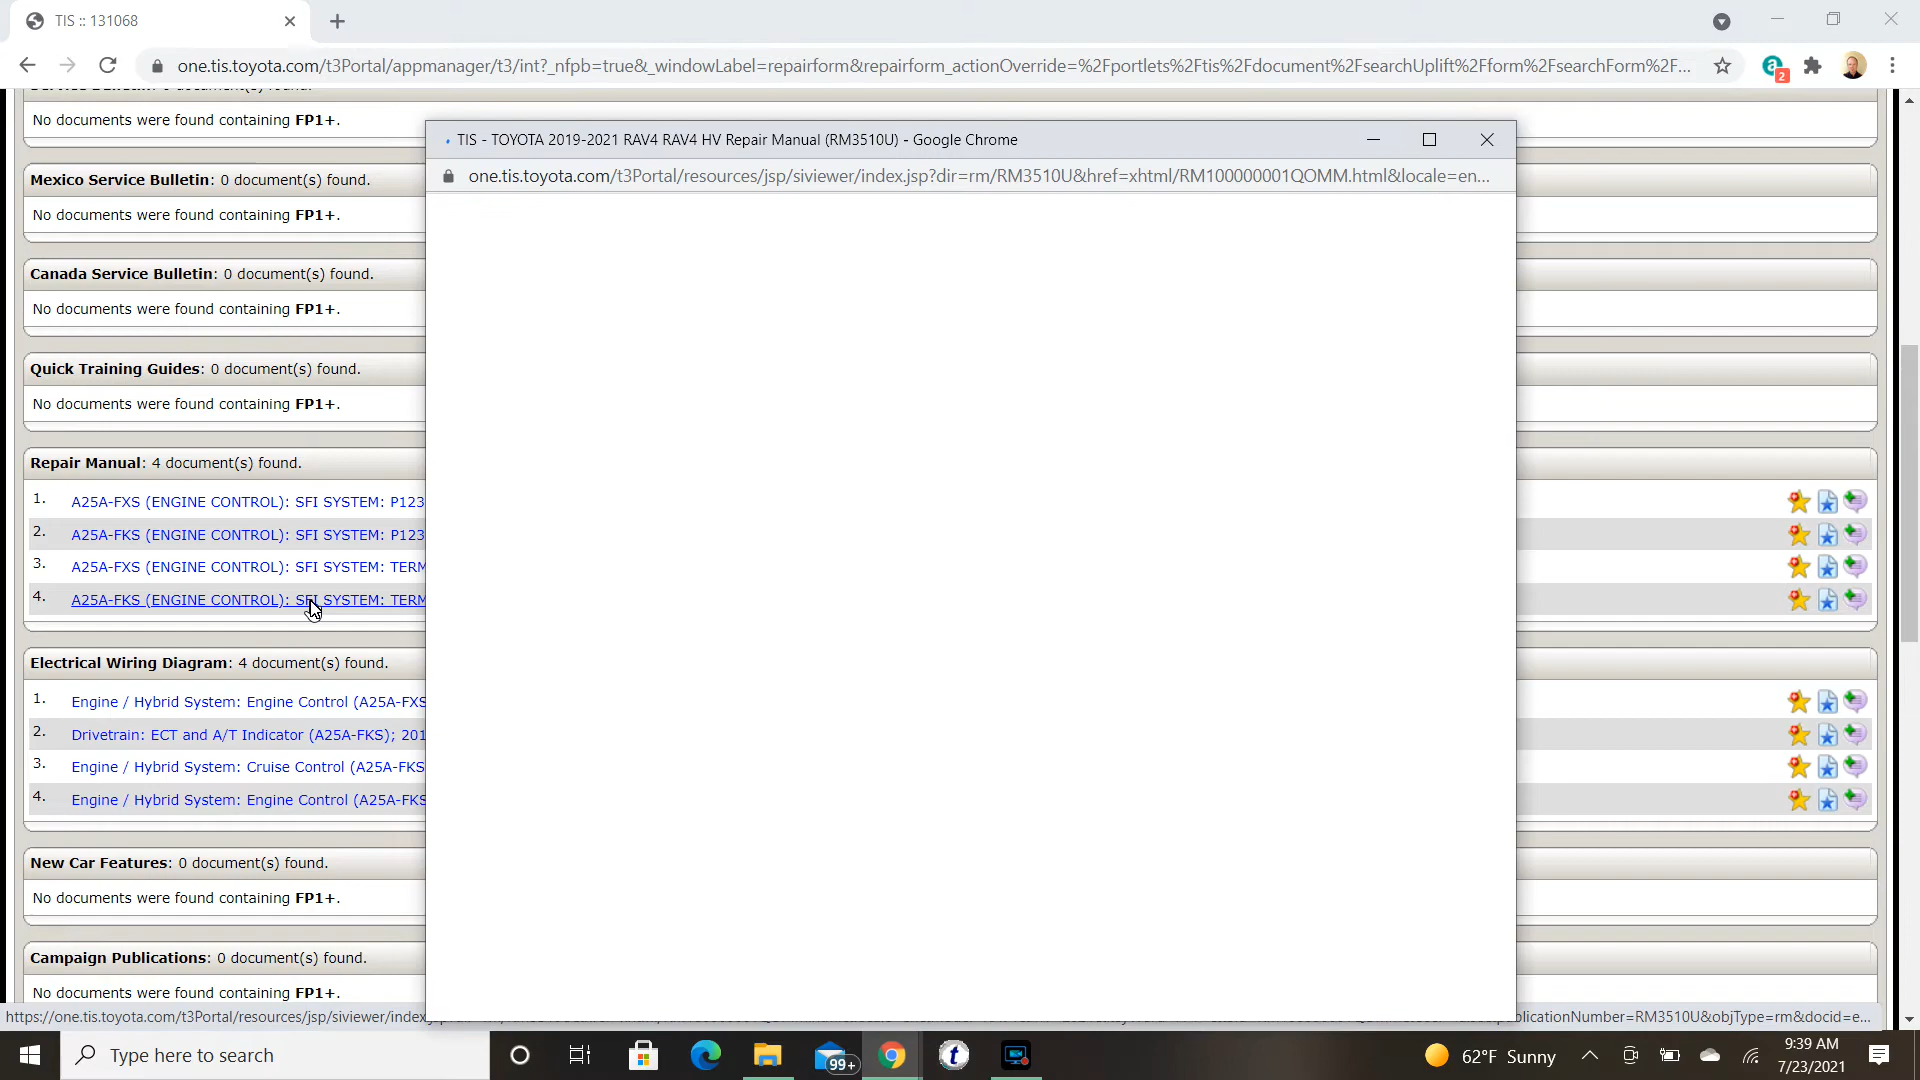 TIS :: 131068
one.tis.toyota.com/t3Portal/appmanager/t3/int?_nfpb=true&_windowLabel=repairform&repairform_actionOverride=%2Fportlets%2Ftis%2Fdocument%2FsearchUplift%2Fform%2FsearchForm%2F...
2
No documents were found containing FP1+.
TIS - TOYOTA 2019-2021 RAV4 RAV4 HV Repair Manual (RM3510U) - Google Chrome
one.tis.toyota.com/t3Portal/resources/jsp/siviewer/index.jsp?dir=rm/RM3510U&href=xhtml/RM100000001QOMM.html&locale=en...
Mexico Service Bulletin: 0 document(s) found.
No documents were found containing FP1+.
Canada Service Bulletin: 0 document(s) found.
No documents were found containing FP1+.
Quick Training Guides: 0 document(s) found.
No documents were found containing FP1+.
Repair Manual: 4 document(s) found.
1. A25A-FXS (ENGINE CONTROL): SFI SYSTEM: P123
2. A25A-FKS (ENGINE CONTROL): SFI SYSTEM: P123
3. A25A-FXS (ENGINE CONTROL): SFI SYSTEM: TERM
4. A25A-FKS (ENGINE CONTROL): SFI SYSTEM: TERM
Electrical Wiring Diagram: 4 document(s) found.
1. Engine / Hybrid System: Engine Control (A25A-FXS
2. Drivetrain: ECT and A/T Indicator (A25A-FKS); 201
3. Engine / Hybrid System: Cruise Control (A25A-FKS
4. Engine / Hybrid System: Engine Control (A25A-FKS
New Car Features: 0 document(s) found.
No documents were found containing FP1+.
Campaign Publications: 0 document(s) found.
No documents were found containing FP1+.
https://one.tis.toyota.com/t3Portal/resources/jsp/siviewer/index
publicationNumber=RM3510U&objType=rm&docid=e...
Type here to search
99+
62°F Sunny
9:39 AM
7/23/2021